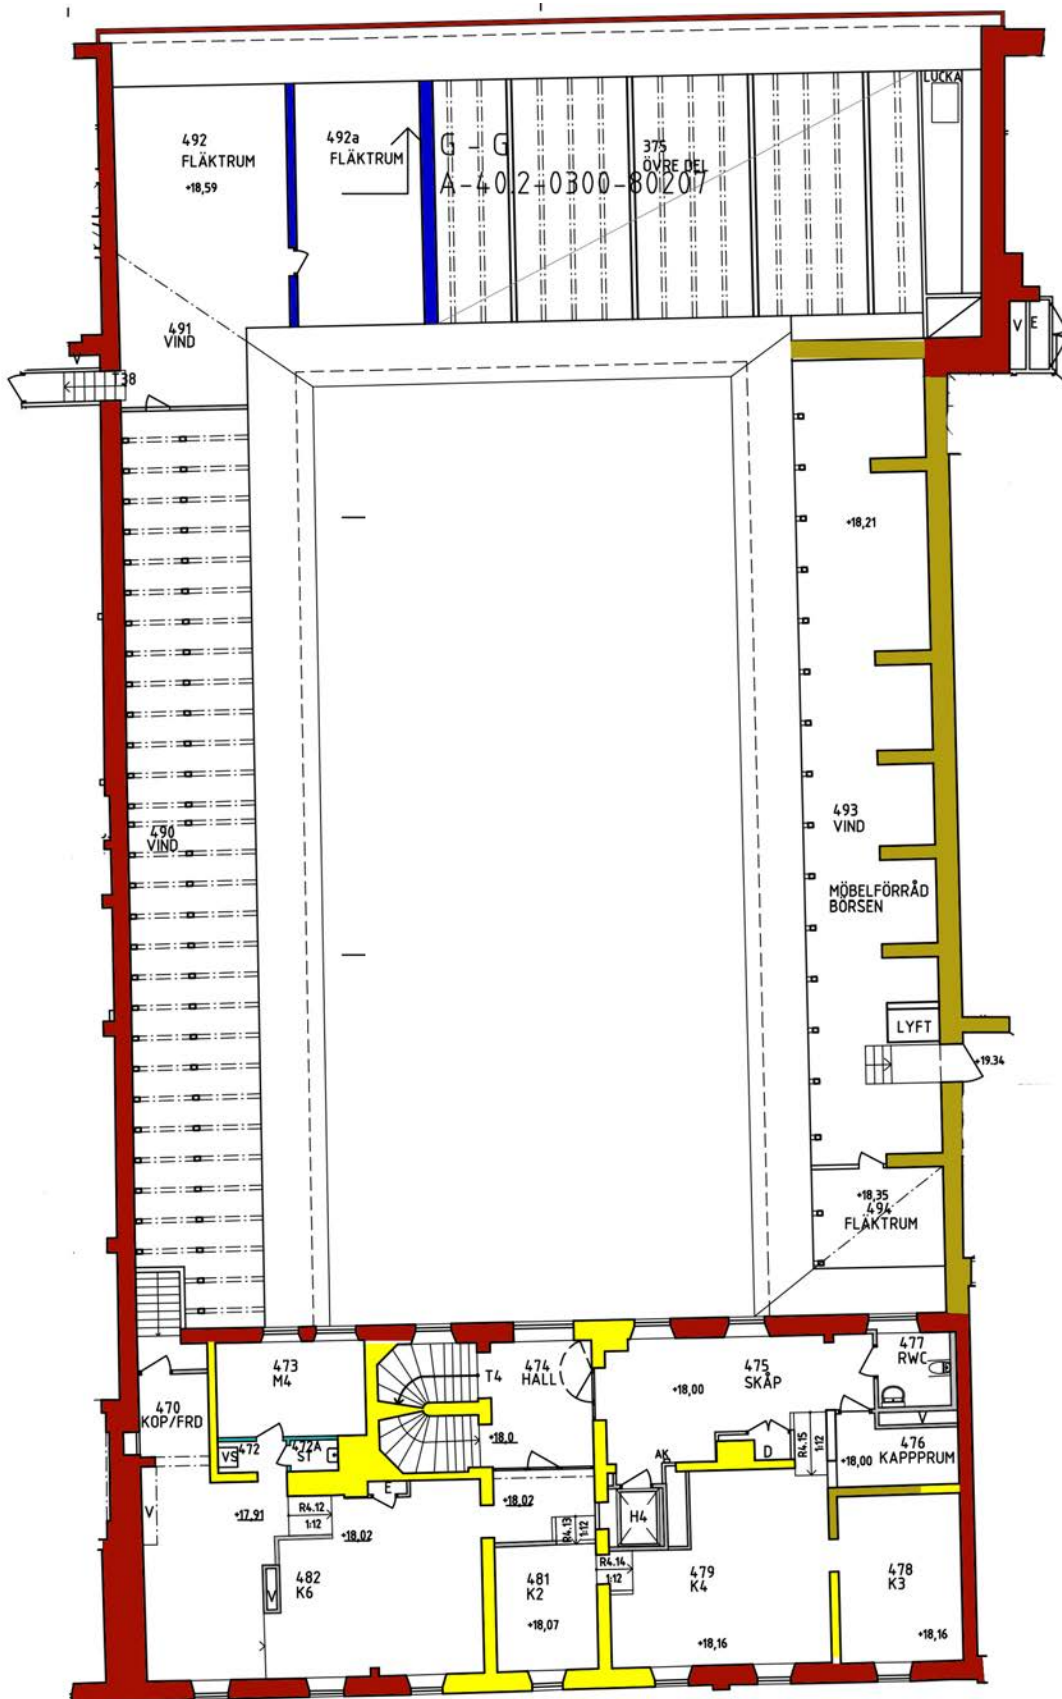 LUCKA
492
FLÄKTRUM
+18,59
492a
FLÄKTRUM
G - G
A-40.2-0300-80207
375
ÖVRE DEL
491
VIND
V
E
V
T38
+18,21
490
VIND
493
VIND
MÖBELFÖRRÅD
BÖRSEN
LYFT
+19.34
+18,35
494
FLÄKTRUM
473
M4
T4
474
HALL
475
SKÅP
477
RWC
+18,00
470
KOP/FRD
V
472
VS
472A
ST
+18,0
AK
D
R4.15
1:12
476
KAPPPRUM
+18,00
E
V
+17,91
R4.12
1:12
+18,02
+18,02
R4.13
1:12
H4
R4.14
1:12
482
K6
V
481
K2
+18,07
479
K4
478
K3
+18,16
+18,16